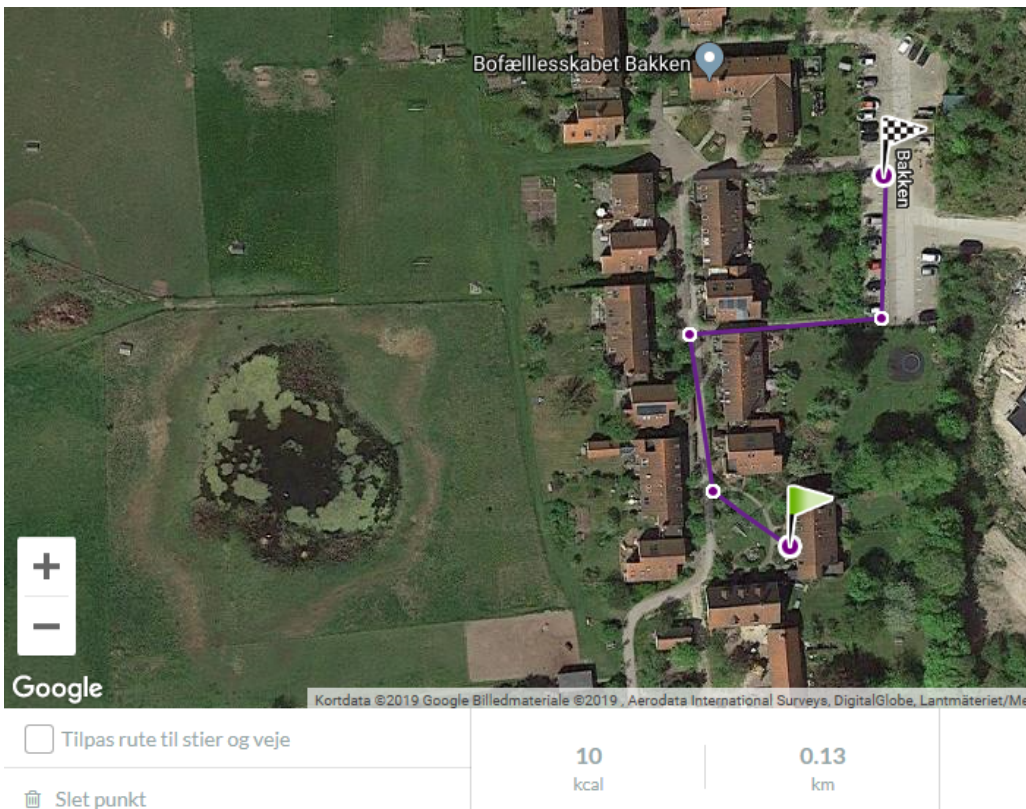 Bofælllesskabet Bakken
Bakken
+
−
Google
Kortdata ©2019 Google Billedmateriale ©2019 , Aerodata International Surveys, DigitalGlobe, Lantmäteriet/Me
Tilpas rute til stier og veje
10
kcal
0.13
km
Slet punkt